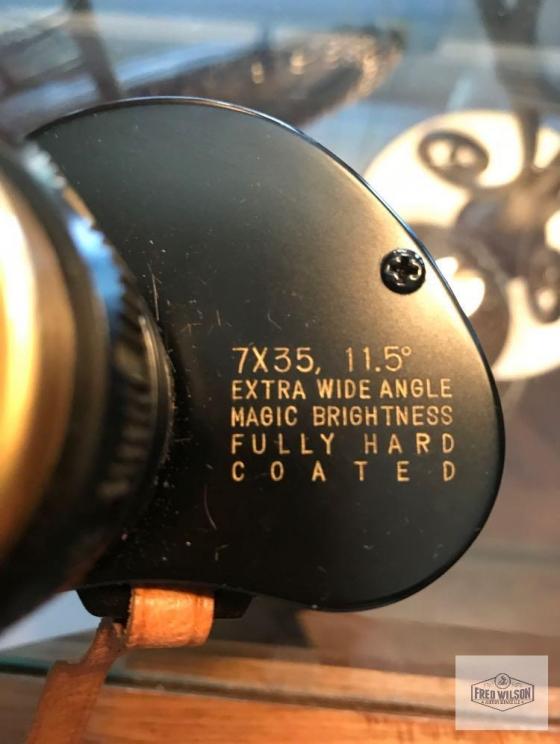 7X35, 11.5°
EXTRA WIDE ANGLE
MAGIC BRIGHTNESS
FULLY HARD
COATED
FRED WILSON